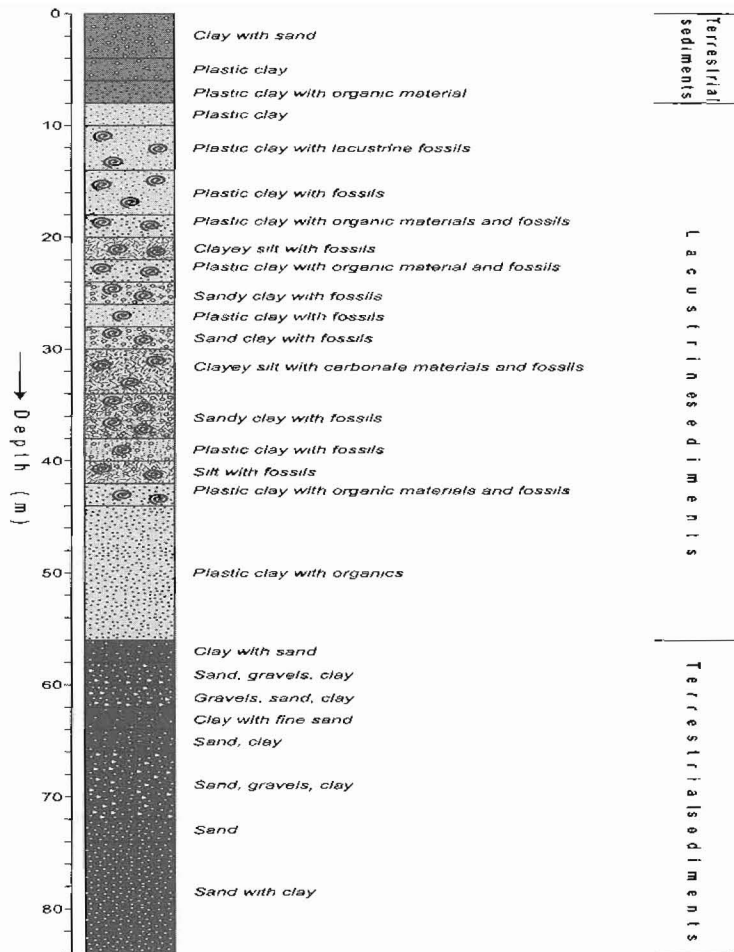 0
Clay with sand
Plastic clay
Plastic clay with organic material
Terrestrial
sediments
Plastic clay
10
Plastic clay with lacustrine fossils
Plastic clay with fossils
Plastic clay with organic materials and fossils
20
Clayey silt with fossils
Plastic clay with organic material and fossils
Sandy clay with fossils
Plastic clay with fossils
Sand clay with fossils
30
Clayey silt with carbonale materials and fossils
Sandy clay with fossils
Plastic clay with fossils
40
Silt with fossils
Plastic clay with organic materials and fossils
Lacustrine sediments
Depth (m)
50
Plastic clay with organics
Clay with sand
Sand, gravels, clay
60
Gravels, sand, clay
Clay with fine sand
Sand, clay
Sand, gravels, clay
70
Sand
Sand with clay
80
Terrestrial sediments